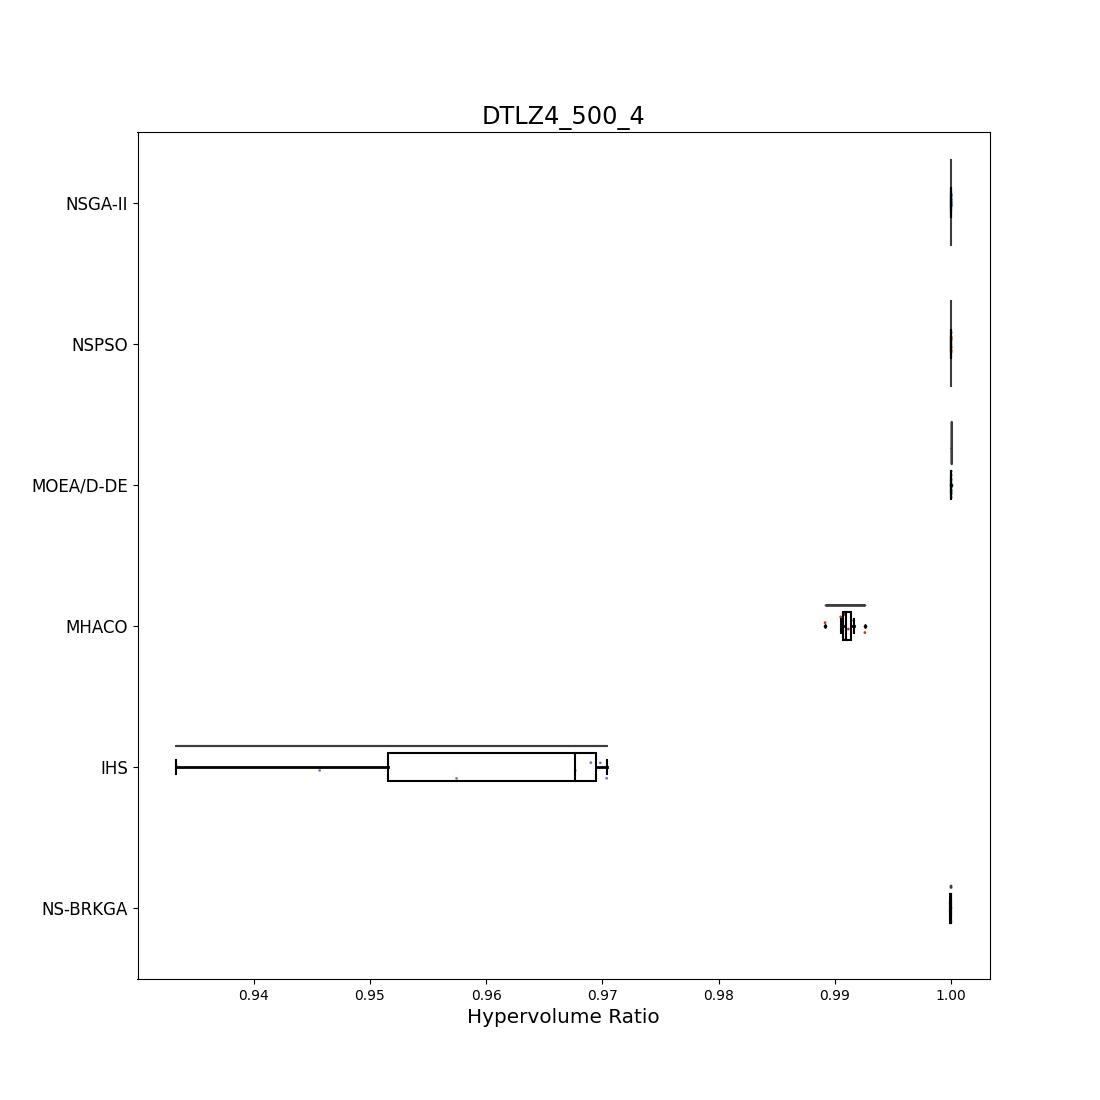 DTLZ4_500_4
NSGA-II
NSPSO
MOEA/D-DE
MHACO
IHS
NS-BRKGA
0.94 0.95 0.96 0.97 0.98 0.99 1.00
Hypervolume Ratio